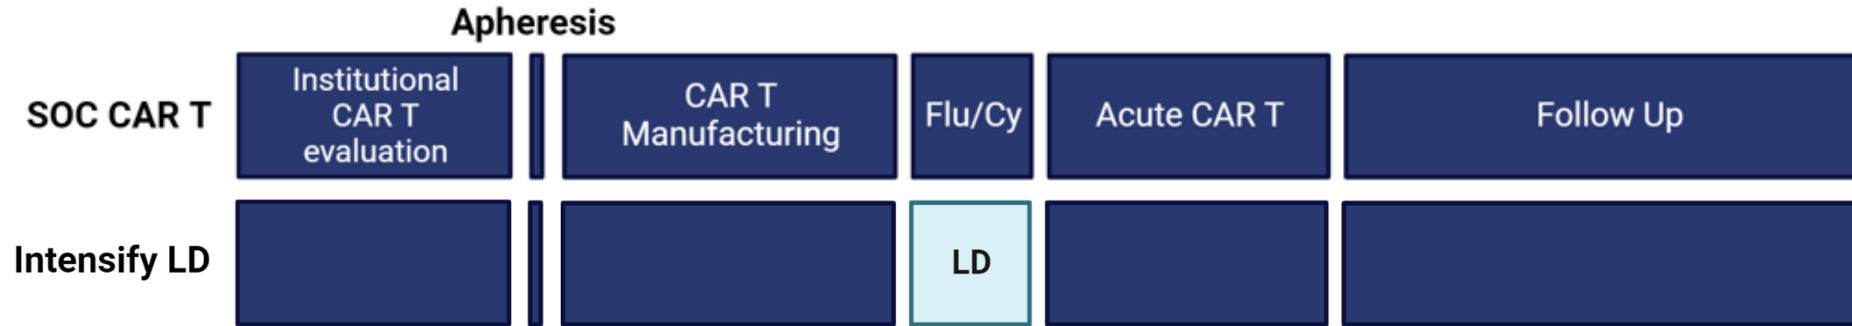 Apheresis
SOC CAR T
Institutional
CAR T
evaluation
CAR T
Manufacturing
Flu/Cy
Acute CAR T
Follow Up
Intensify LD
LD